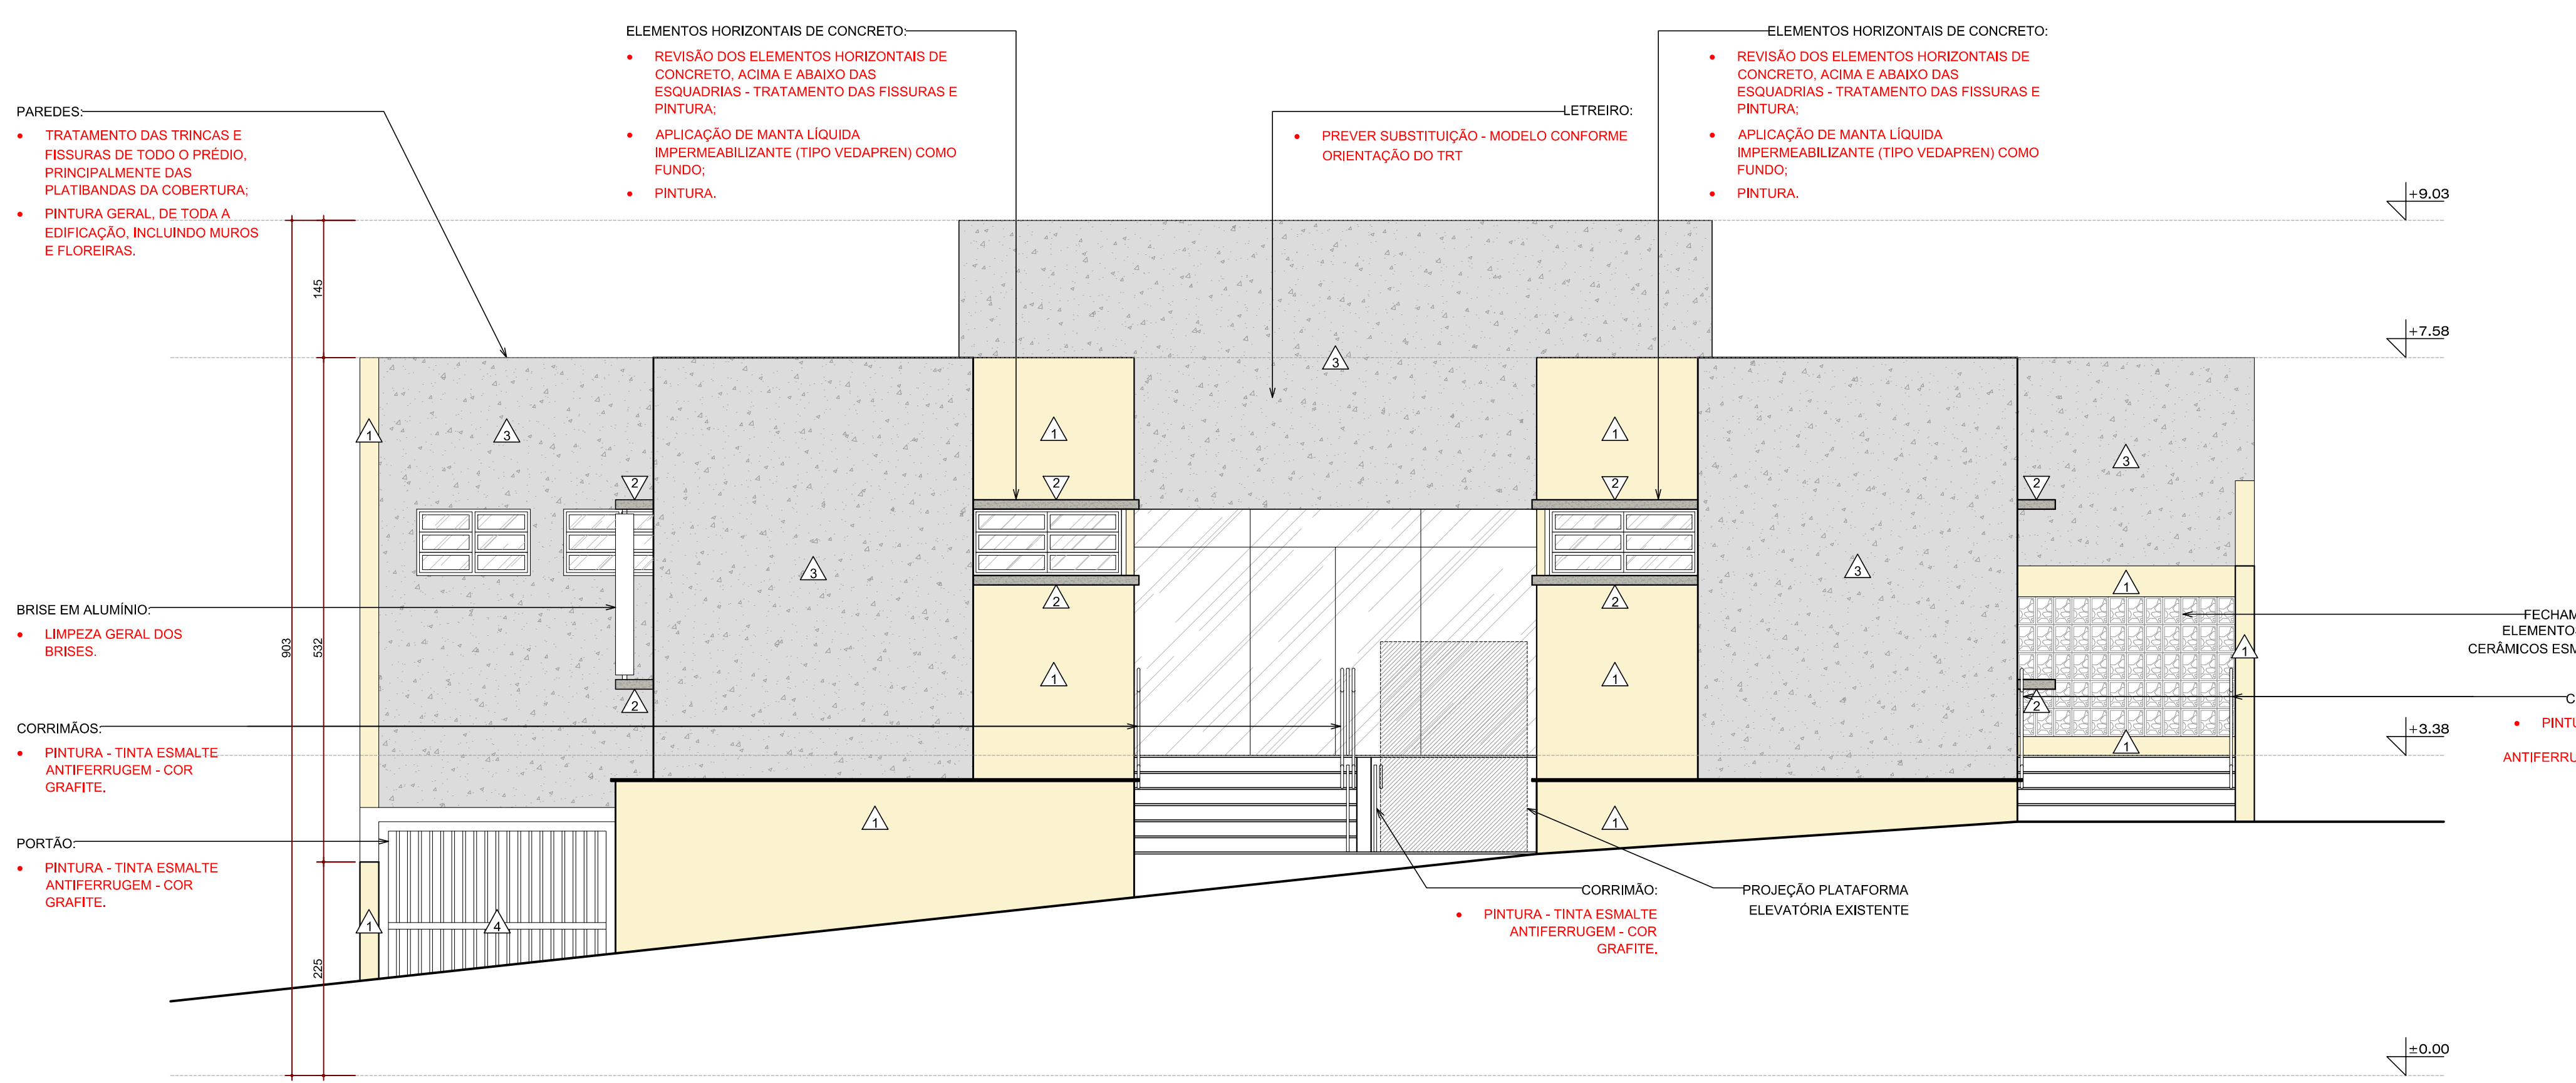 ELEMENTOS HORIZONTAIS DE CONCRETO:
• REVISÃO DOS ELEMENTOS HORIZONTAIS DE
CONCRETO, ACIMA E ABAIXO DAS
ESQUADRIAS - TRATAMENTO DAS FISSURAS E
PINTURA;
• APLICAÇÃO DE MANTA LÍQUIDA
IMPERMEABILIZANTE (TIPO VEDAPREN) COMO
FUNDO;
• PINTURA.
ELEMENTOS HORIZONTAIS DE CONCRETO:
• REVISÃO DOS ELEMENTOS HORIZONTAIS DE
CONCRETO, ACIMA E ABAIXO DAS
ESQUADRIAS - TRATAMENTO DAS FISSURAS E
PINTURA;
• APLICAÇÃO DE MANTA LÍQUIDA
IMPERMEABILIZANTE (TIPO VEDAPREN) COMO
FUNDO;
• PINTURA.
LETREIRO:
• PREVER SUBSTITUIÇÃO - MODELO CONFORME
ORIENTAÇÃO DO TRT
PAREDES:
• TRATAMENTO DAS TRINCAS E
FISSURAS DE TODO O PRÉDIO,
PRINCIPALMENTE DAS
PLATIBANDAS DA COBERTURA;
• PINTURA GERAL, DE TODA A
EDIFICAÇÃO, INCLUINDO MUROS
E FLOREIRAS.
+9.03
145
+7.58
3
1
3
1
1
3
2
2
2
2
3
3
1
BRISE EM ALUMÍNIO:
• LIMPEZA GERAL DOS
BRISES.
903
532
2
2
1
1
1
2
2
FECHAM
ELEMENTOS
CERÂMICOS ESM
C
• PINTU
ANTIFERRU
CORRIMÃOS:
• PINTURA - TINTA ESMALTE
ANTIFERRUGEM - COR
GRAFITE.
1
+3.38
PORTÃO:
• PINTURA - TINTA ESMALTE
ANTIFERRUGEM - COR
GRAFITE.
1
1
1
4
225
CORRIMÃO:
• PINTURA - TINTA ESMALTE
ANTIFERRUGEM - COR
GRAFITE.
PROJEÇÃO PLATAFORMA
ELEVATÓRIA EXISTENTE
±0.00